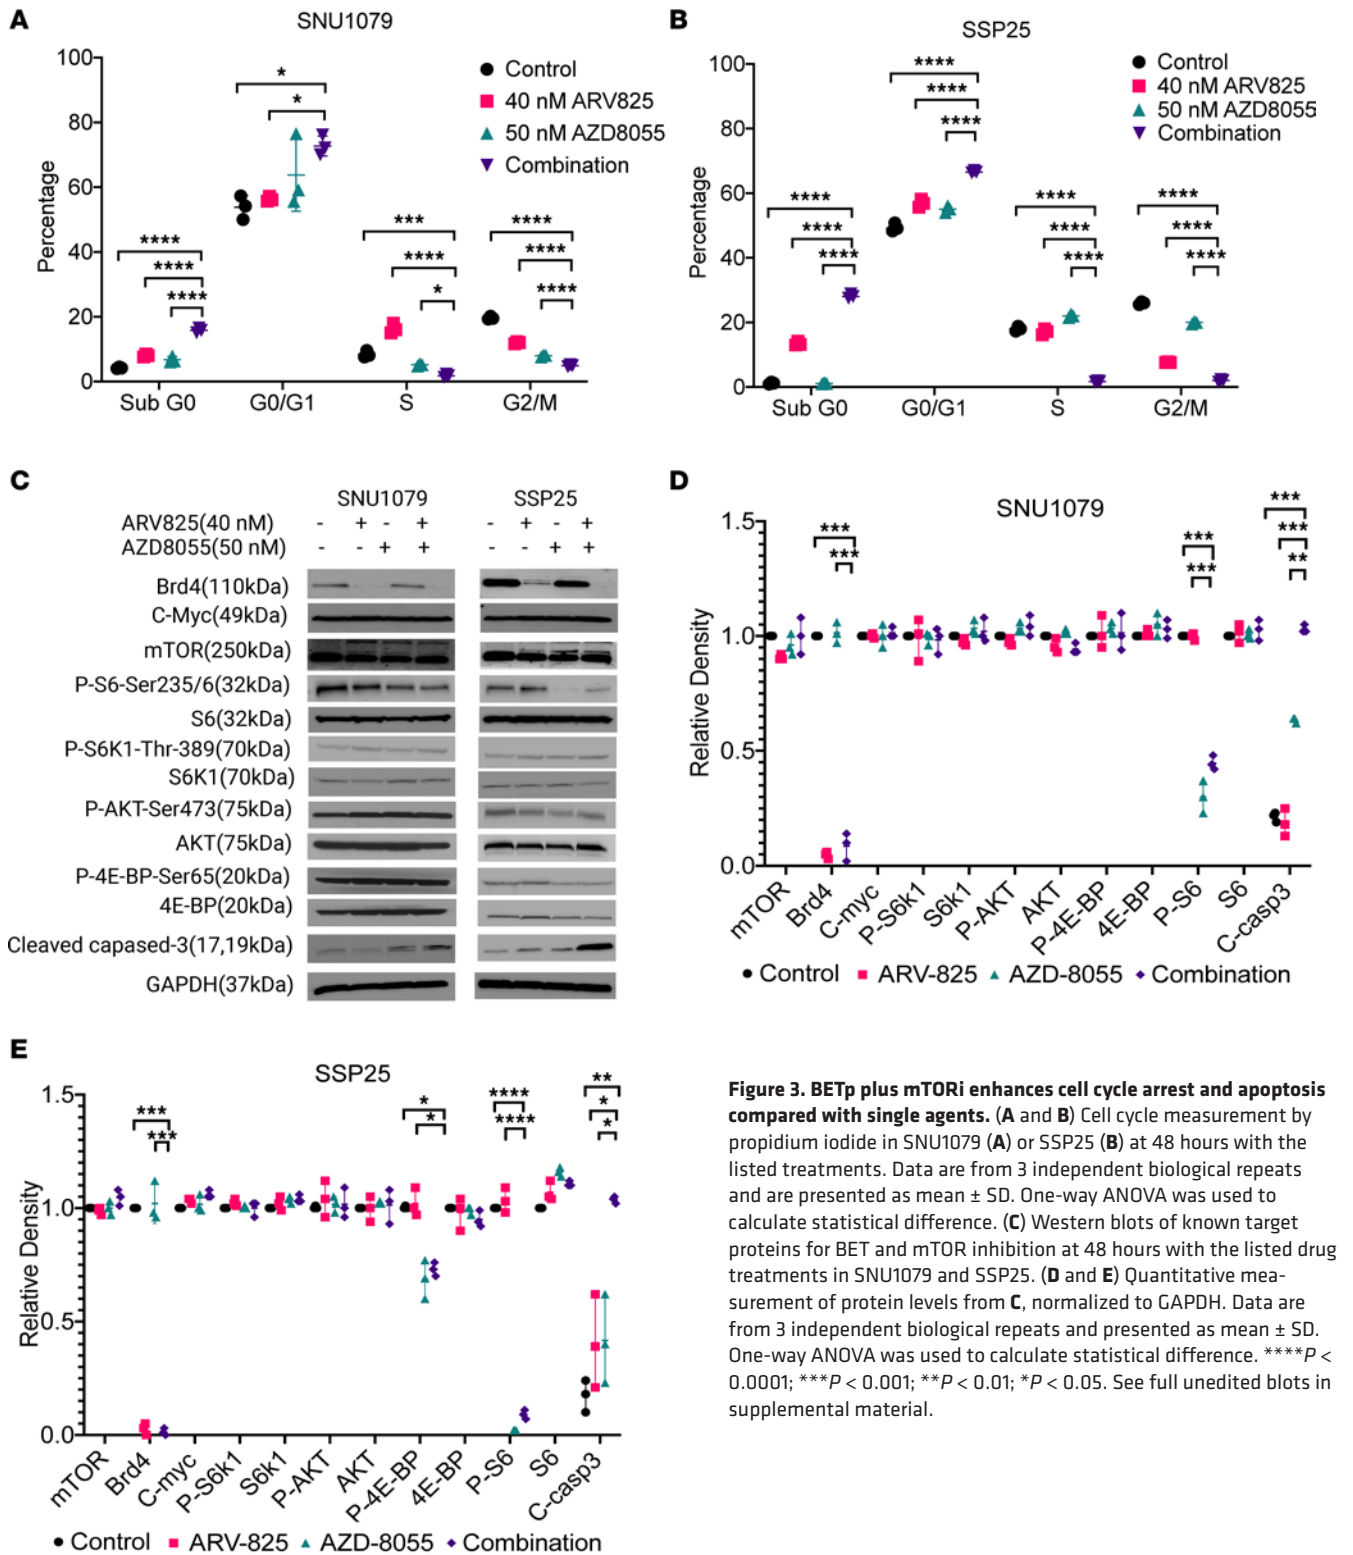 A
SNU1079
100
80
60
40
20
0
Percentage
Control
40 nM ARV825
50 nM AZD8055
Combination
*
*
****
****
****
***
****
*
****
****
****
Sub G0
G0/G1
S
G2/M
B
SSP25
100
80
60
40
20
0
Percentage
Control
40 nM ARV825
50 nM AZD8055
Combination
****
****
****
****
****
****
****
****
****
****
****
****
Sub G0
G0/G1
S
G2/M
C
SNU1079 SSP25
ARV825(40 nM) - + - + - + - +
AZD8055(50 nM) - - + + - - + +
Brd4(110kDa)
C-Myc(49kDa)
mTOR(250kDa)
P-S6-Ser235/6(32kDa)
S6(32kDa)
P-S6K1-Thr-389(70kDa)
S6K1(70kDa)
P-AKT-Ser473(75kDa)
AKT(75kDa)
P-4E-BP-Ser65(20kDa)
4E-BP(20kDa)
Cleaved capased-3(17,19kDa)
GAPDH(37kDa)
D
SNU1079
1.5
1.0
0.5
0.0
Relative Density
***
***
***
***
***
***
**
mTOR
Brd4
C-myc
P-S6k1
S6k1
P-AKT
AKT
P-4E-BP
4E-BP
P-S6
S6
C-casp3
Control ARV-825 AZD-8055 Combination
E
SSP25
1.5
1.0
0.5
0.0
Relative Density
***
***
*
*
****
****
**
*
*
mTOR
Brd4
C-myc
P-S6k1
S6k1
P-AKT
AKT
P-4E-BP
4E-BP
P-S6
S6
C-casp3
Control ARV-825 AZD-8055 Combination
Figure 3. BETp plus mTORi enhances cell cycle arrest and apoptosis
compared with single agents. (A and B) Cell cycle measurement by
propidium iodide in SNU1079 (A) or SSP25 (B) at 48 hours with the
listed treatments. Data are from 3 independent biological repeats
and are presented as mean ± SD. One-way ANOVA was used to
calculate statistical difference. (C) Western blots of known target
proteins for BET and mTOR inhibition at 48 hours with the listed drug
treatments in SNU1079 and SSP25. (D and E) Quantitative mea-
surement of protein levels from C, normalized to GAPDH. Data are
from 3 independent biological repeats and presented as mean ± SD.
One-way ANOVA was used to calculate statistical difference. ****P <
0.0001; ***P < 0.001; **P < 0.01; *P < 0.05. See full unedited blots in
supplemental material.